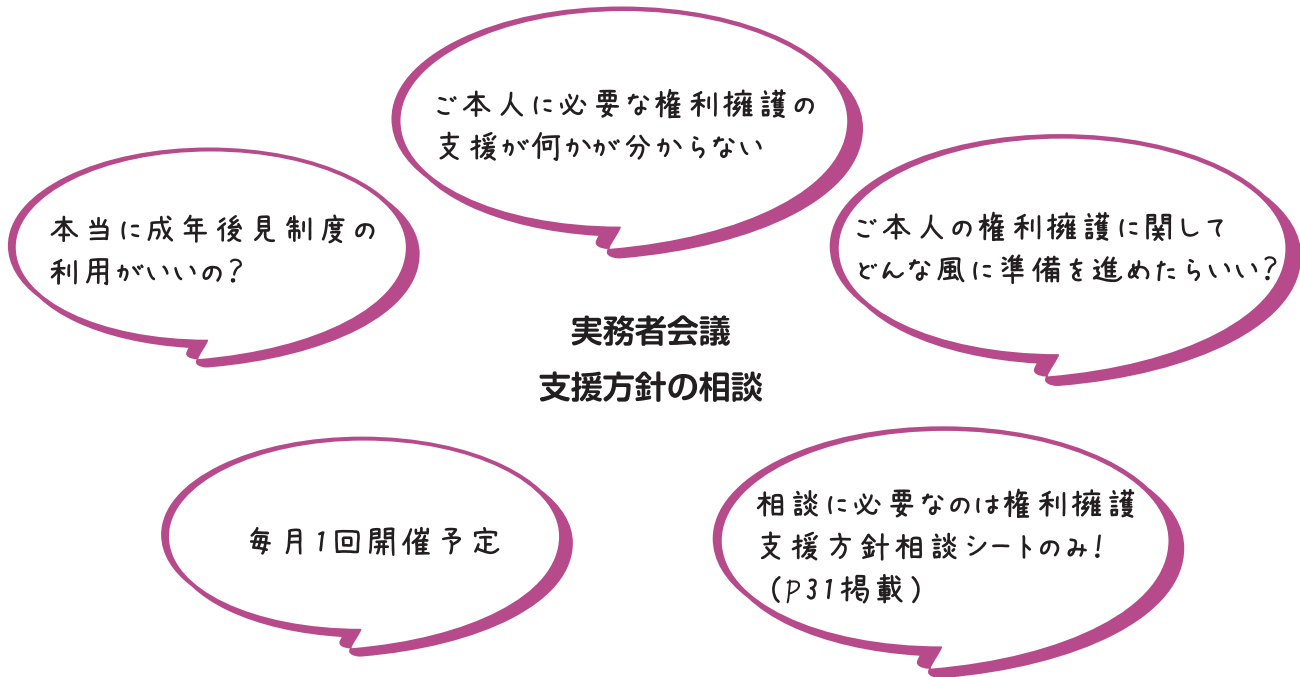 ご本人に必要な権利擁護の
支援が何かが分からない
本当に成年後見制度の
利用がいいの?
ご本人の権利擁護に関して
どんな風に準備を進めたらいい?
実務者会議
支援方針の相談
毎月1回開催予定
相談に必要なのは権利擁護
支援方針相談シートのみ!
(P31掲載)